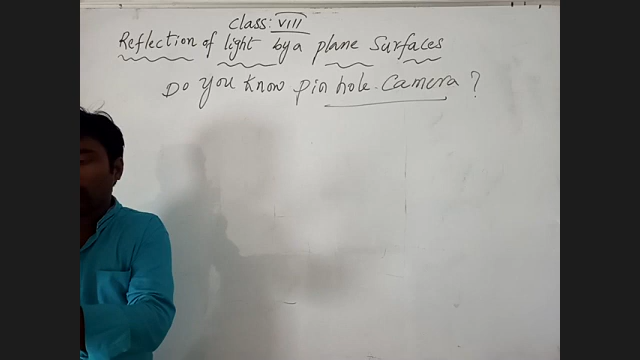 Class: VIII
Reflection of light by a plane Surfaces
Do you know pin hole camera ?